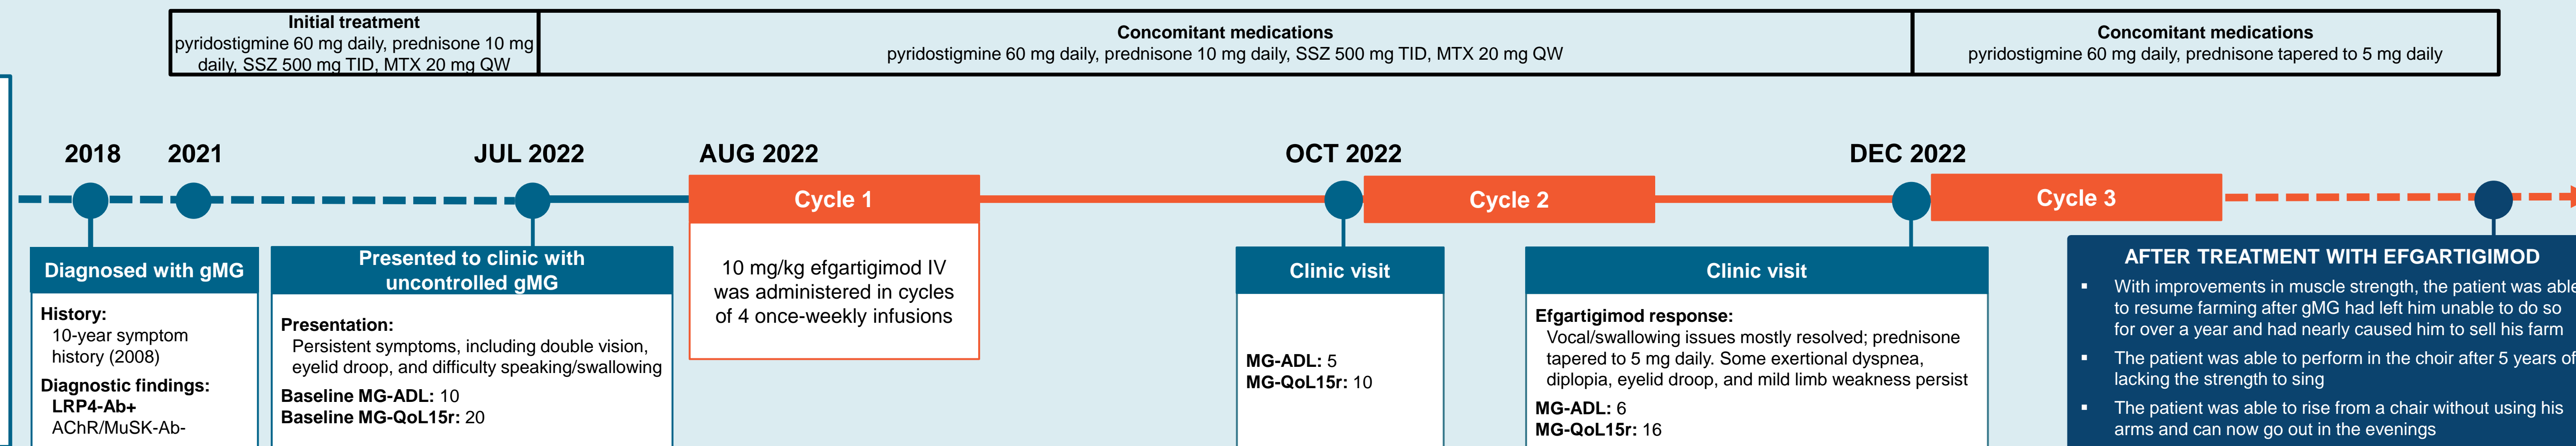 Initial treatment
pyridostigmine 60 mg daily, prednisone 10 mg
daily, SSZ 500 mg TID, MTX 20 mg QW
Concomitant medications
pyridostigmine 60 mg daily, prednisone 10 mg daily, SSZ 500 mg TID, MTX 20 mg QW
Concomitant medications
pyridostigmine 60 mg daily, prednisone tapered to 5 mg daily
2018
2021
JUL 2022
AUG 2022
OCT 2022
DEC 2022
Cycle 1
Cycle 2
Cycle 3
Diagnosed with gMG
History:
10-year symptom
history (2008)
Diagnostic findings:
LRP4-Ab+
AChR/MuSK-Ab-
Presented to clinic with
uncontrolled gMG
Presentation:
Persistent symptoms, including double vision,
eyelid droop, and difficulty speaking/swallowing
Baseline MG-ADL: 10
Baseline MG-QoL15r: 20
10 mg/kg efgartigimod IV
was administered in cycles
of 4 once-weekly infusions
Clinic visit
MG-ADL: 5
MG-QoL15r: 10
Clinic visit
Efgartigimod response:
Vocal/swallowing issues mostly resolved; prednisone
tapered to 5 mg daily. Some exertional dyspnea,
diplopia, eyelid droop, and mild limb weakness persist
MG-ADL: 6
MG-QoL15r: 16
AFTER TREATMENT WITH EFGARTIGIMOD
▪ With improvements in muscle strength, the patient was able
to resume farming after gMG had left him unable to do so
for over a year and had nearly caused him to sell his farm
▪ The patient was able to perform in the choir after 5 years of
lacking the strength to sing
▪ The patient was able to rise from a chair without using his
arms and can now go out in the evenings